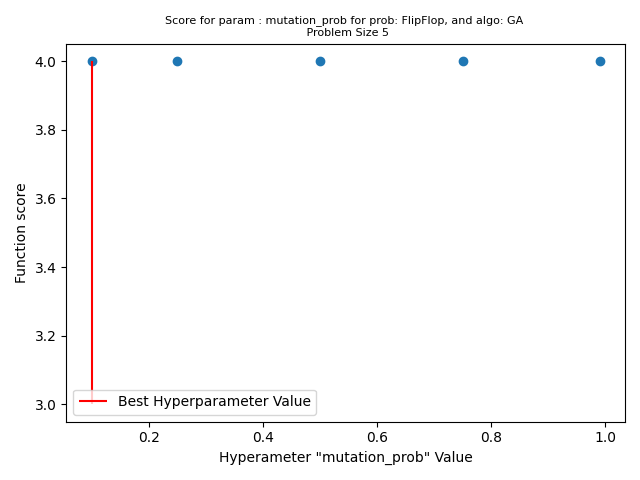 Score for param : mutation_prob for prob: FlipFlop, and algo: GA
Problem Size 5
4.0
3.8
3.6
3.4
3.2
3.0
Function score
Best Hyperparameter Value
0.2 0.4 0.6 0.8 1.0
Hyperameter "mutation_prob" Value